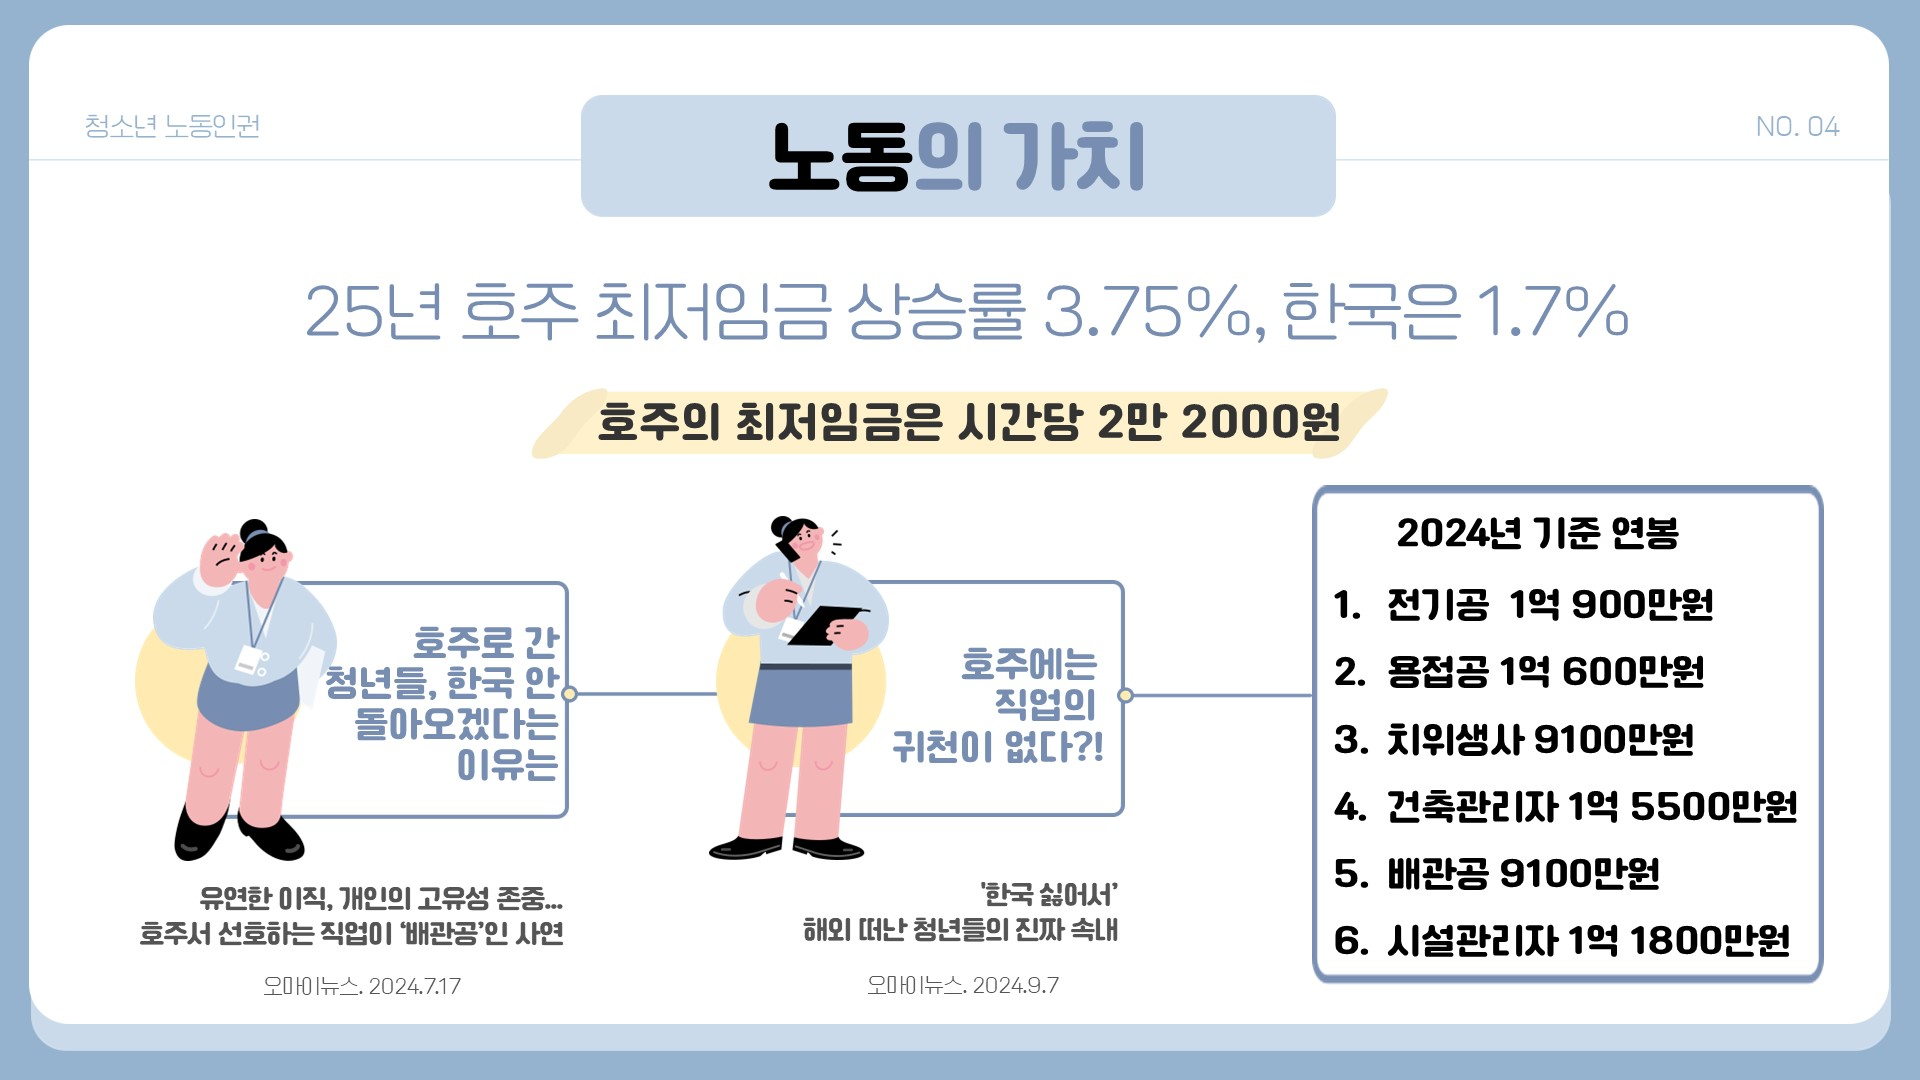 청소년 노동인권
NO. 04
노동의 가치
25년 호주 최저임금 상승률 3.75%, 한국은 1.7%
호주의 최저임금은 시간당 2만 2000원
호주로 간
청년들, 한국 안
돌아오겠다는
이유는
유연한 이직, 개인의 고유성 존중...
호주서 선호하는 직업이 ‘배관공’인 사연
오마이뉴스. 2024.7.17
호주에는
직업의
귀천이 없다?!
'한국 싫어서’
해외 떠난 청년들의 진짜 속내
오마이뉴스. 2024.9.7
2024년 기준 연봉
1. 전기공 1억 900만원
2. 용접공 1억 600만원
3. 치위생사 9100만원
4. 건축관리자 1억 5500만원
5. 배관공 9100만원
6. 시설관리자 1억 1800만원